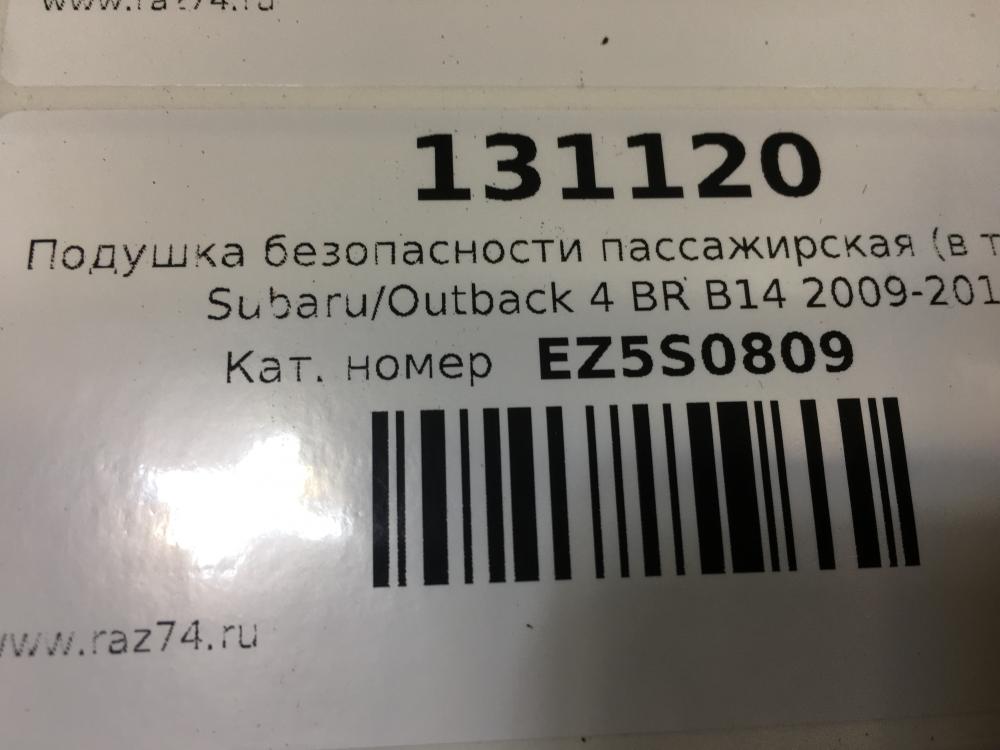 www.raz74.ru
131120
Подушка безопасности пассажирская (в т
Subaru/Outback 4 BR B14 2009-201
Кат. номер EZ5S0809
www.raz74.ru